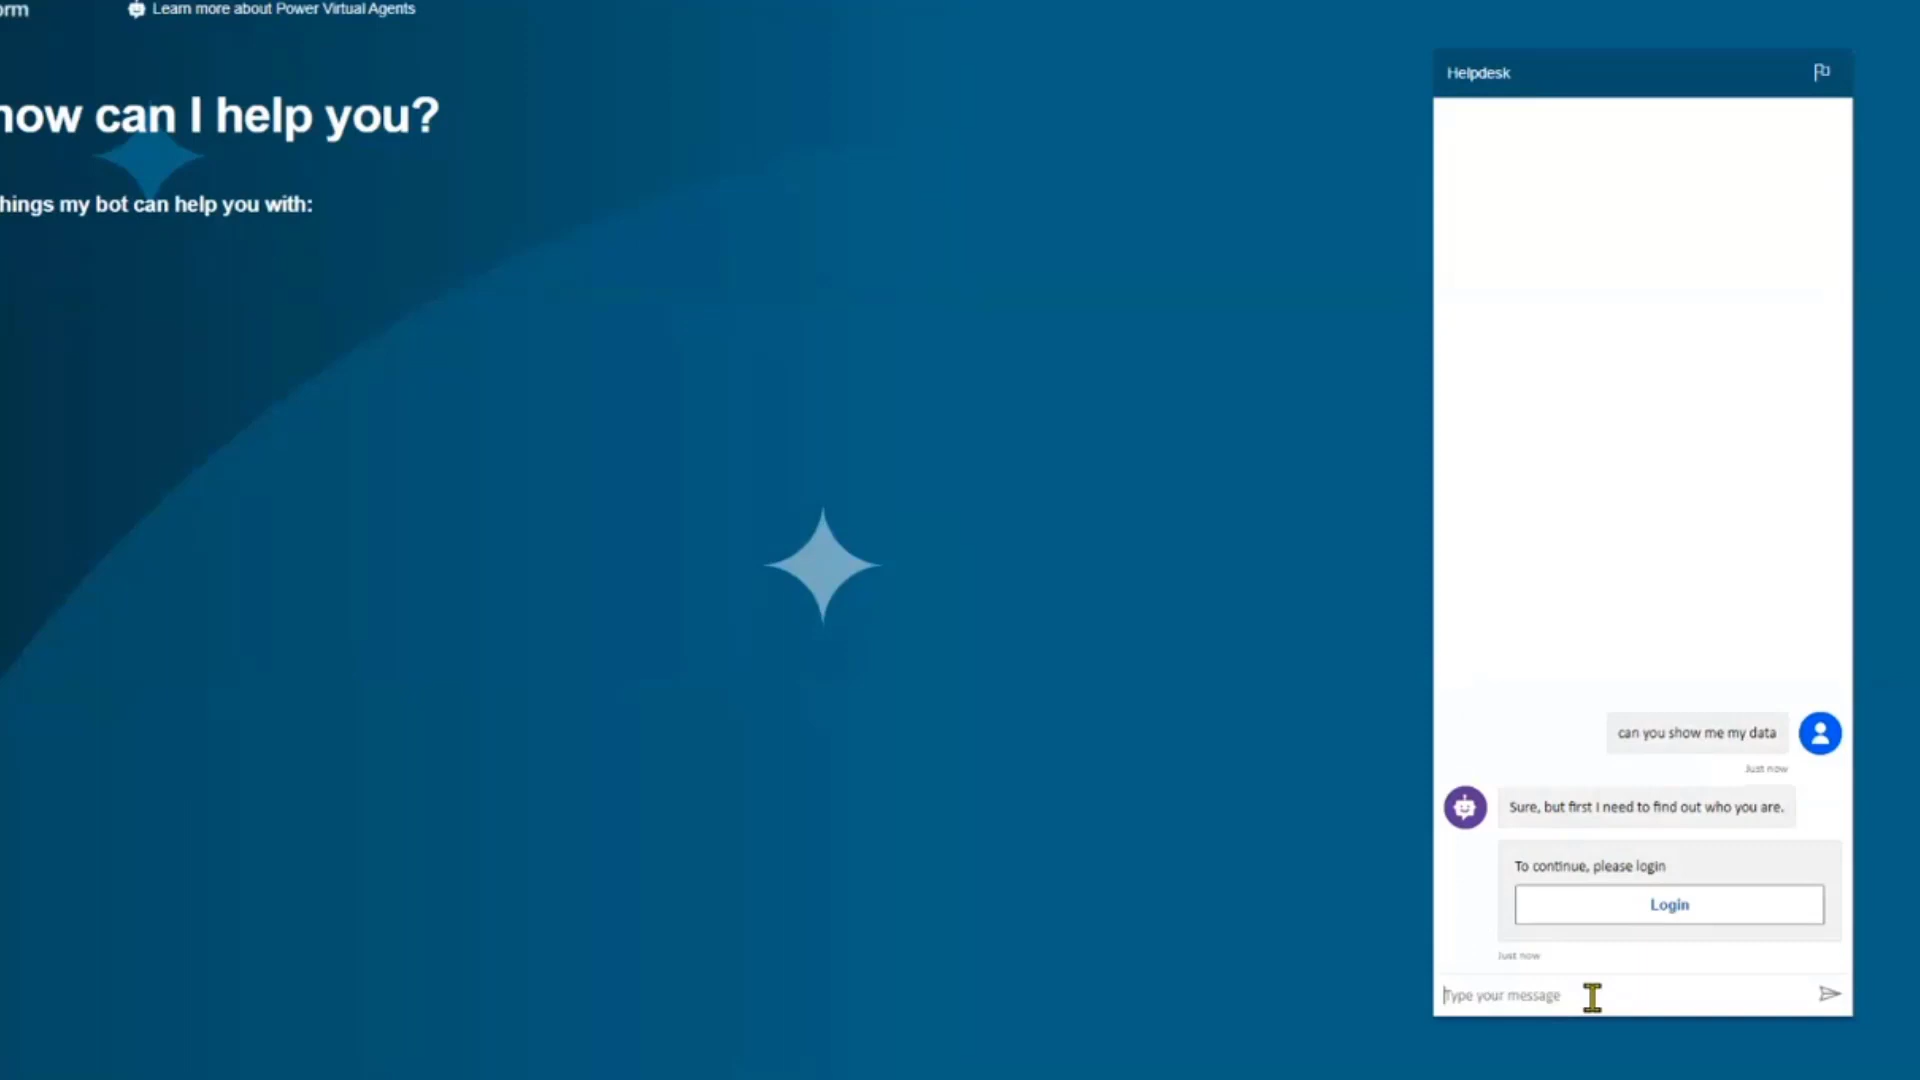 orm
Learn more about Power Virtual Agents
how can I help you?
things my bot can help you with:
Helpdesk
can you show me my data
Just now
Sure, but first I need to find out who you are.
To continue, please login
Login
Just now
Type your message